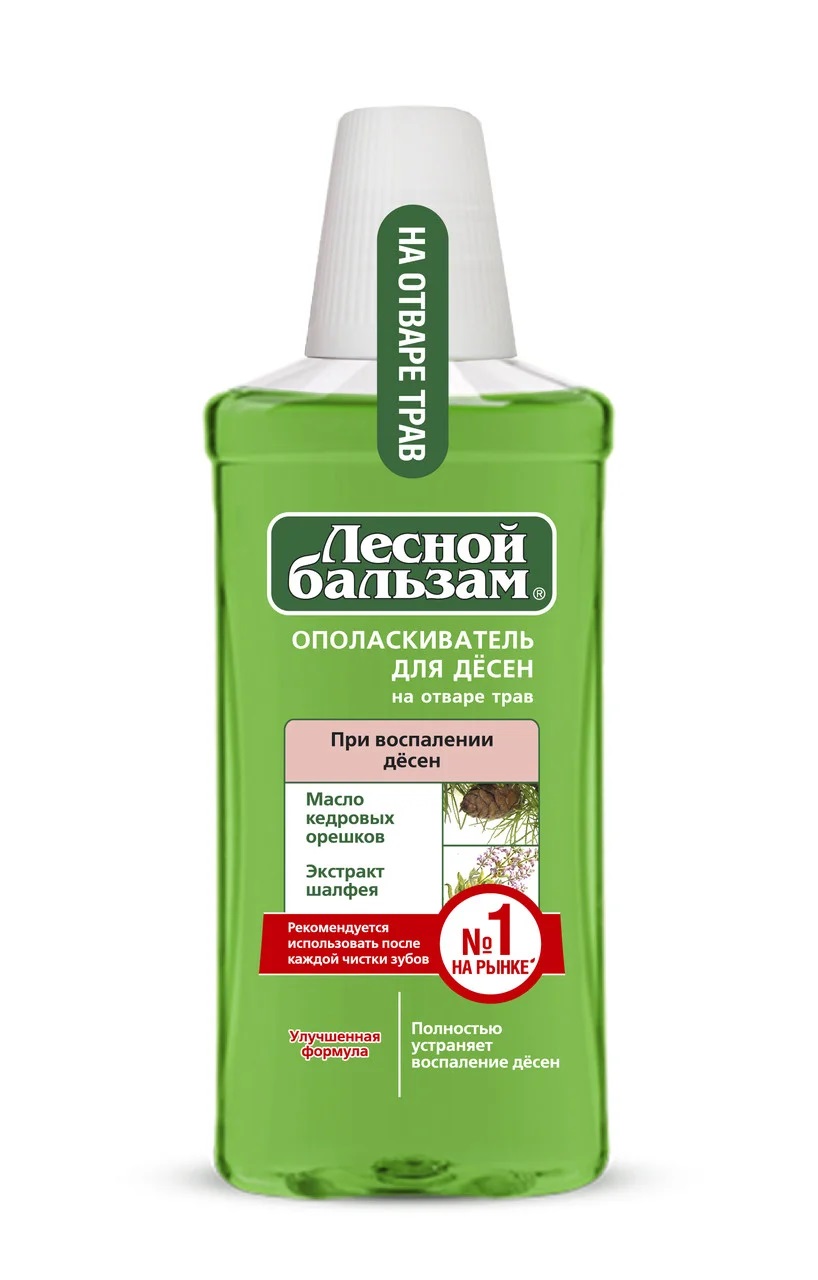 НА ОТВАРЕ ТРАВ
Лесной
бальзам®
ОПОЛАСКИВАТЕЛЬ
ДЛЯ ДЁСЕН
на отваре трав
При воспалении
дёсен
Масло
кедровых
орешков
Экстракт
шалфея
Рекомендуется
использовать после
каждой чистки зубов
№1
НА РЫНКЕ*
Улучшенная
формула
Полностью
устраняет
воспаление дёсен